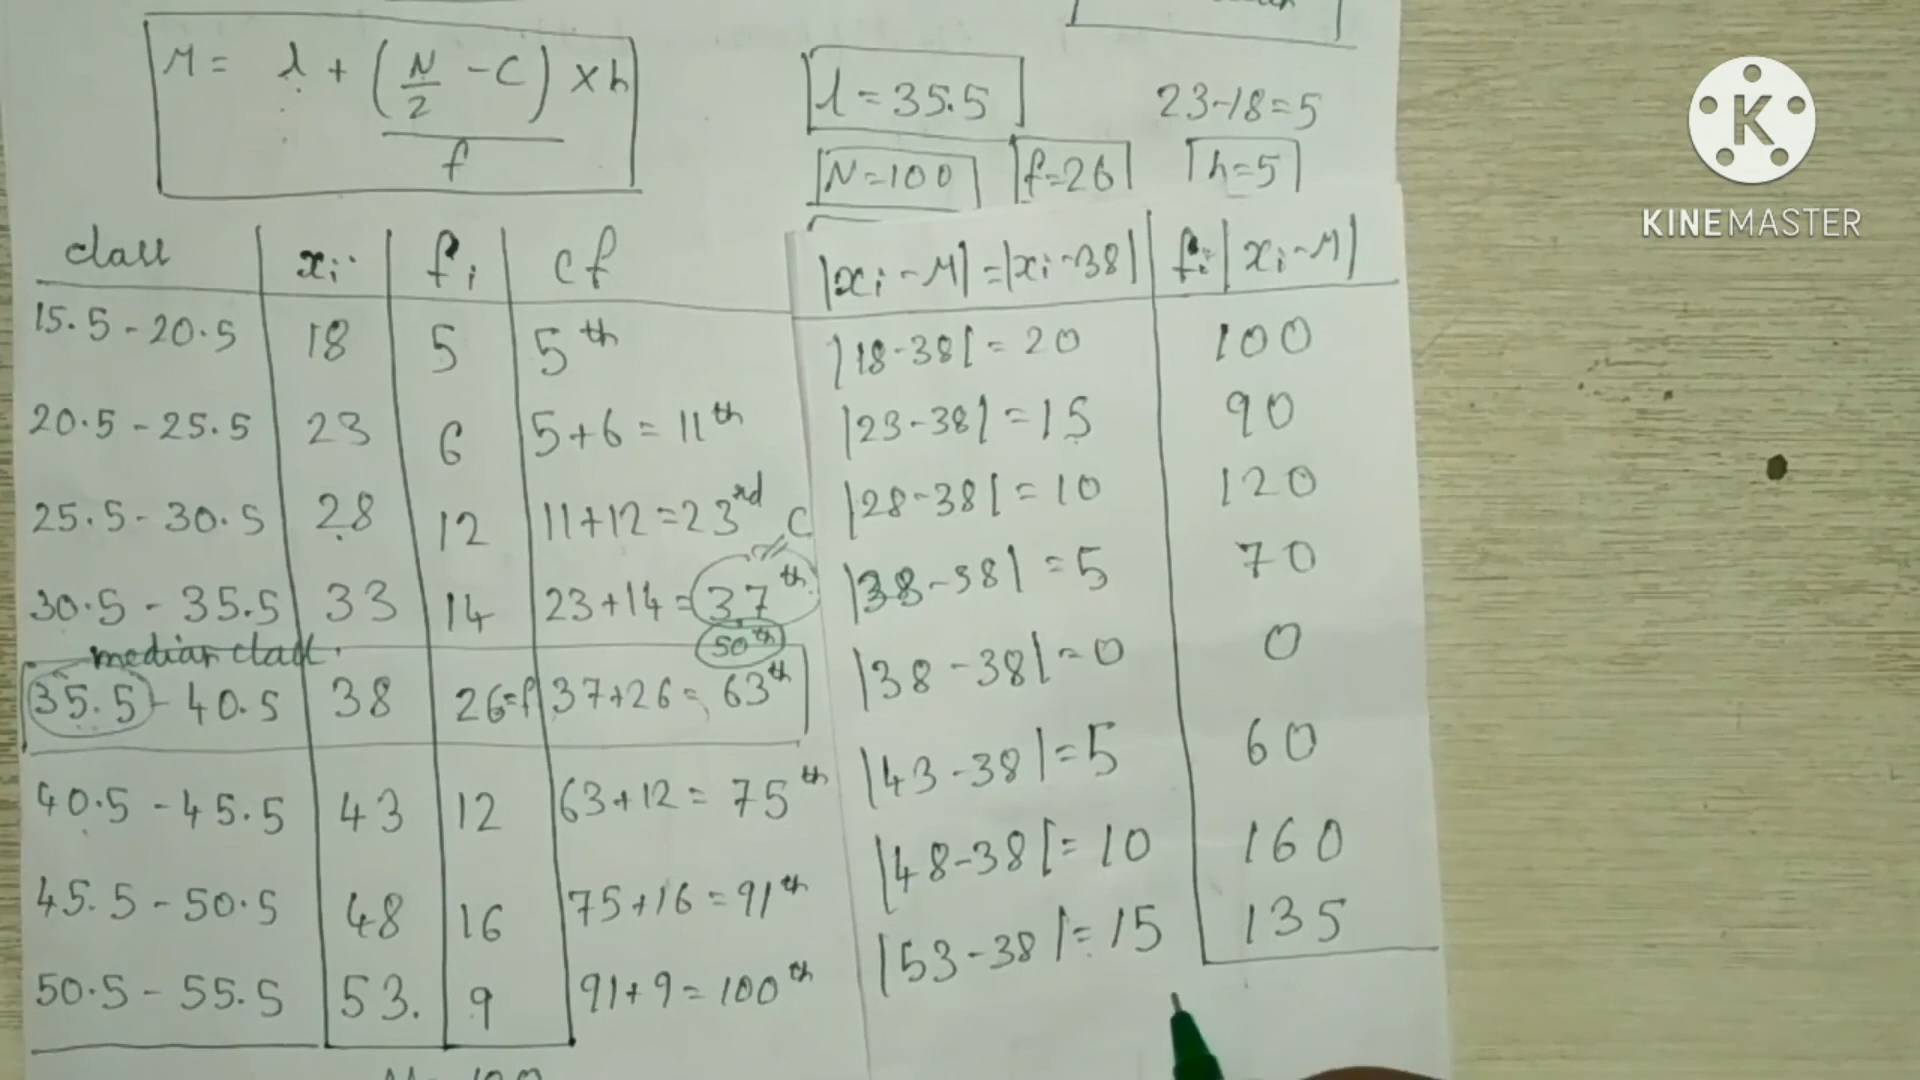 M = l + (N/2 - C) × h
f
l = 35.5
23-18=5
N=100 f=26 h=5
class xi fi cf |xi-M|=|xi-38| fi|xi-M|
15.5-20.5 18 5 5th |18-38|=20 100
20.5-25.5 23 6 5+6=11th |23-38|=15 90
25.5-30.5 28 12 11+12=23rd |28-38|=10 120
C
30.5-35.5 33 14 23+14=37th |38-38|=5 70
median class. 50th
35.5-40.5 38 26=f 37+26=63th |38-38|=0 0
40.5-45.5 43 12 63+12=75th |43-38|=5 60
45.5-50.5 48 16 75+16=91th |48-38|=10 160
50.5-55.5 53. 9 91+9=100th |53-38|=15 135
KINEMASTER